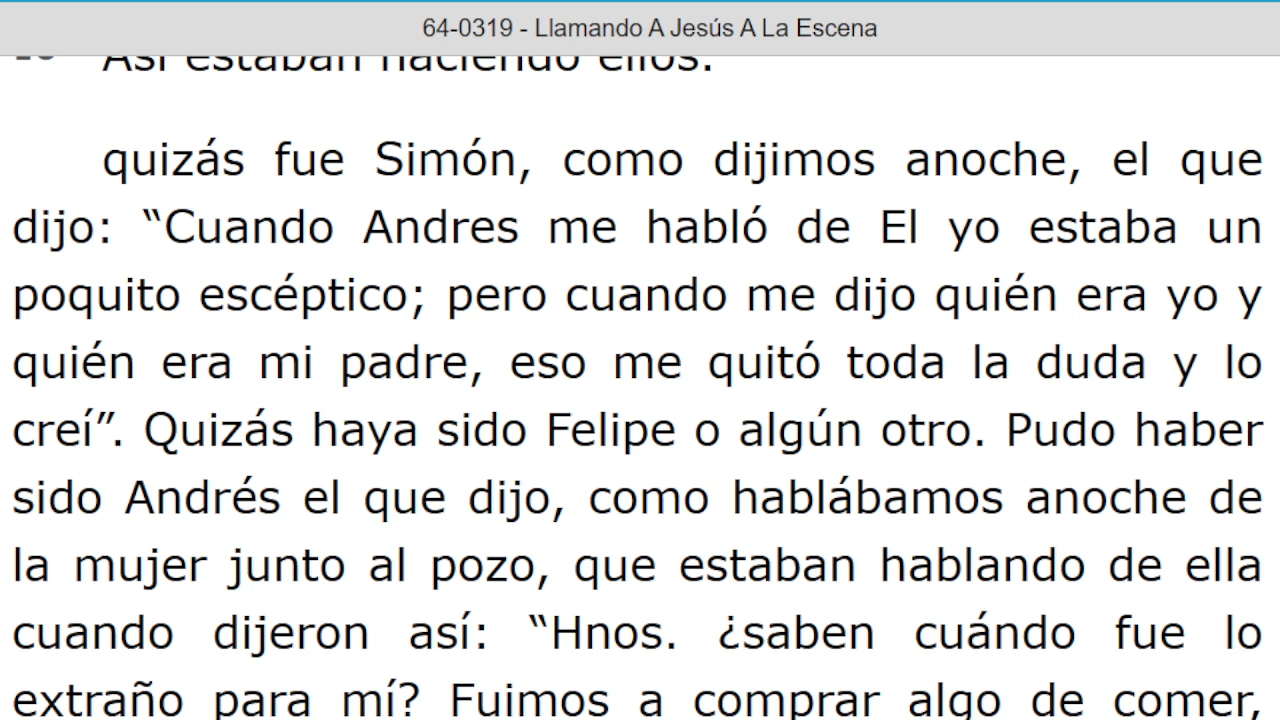 64-0319 - Llamando A Jesús A La Escena
Así estaban haciendo ellos.
quizás fue Simón, como dijimos anoche, el que
dijo: “Cuando Andres me habló de El yo estaba un
poquito escéptico; pero cuando me dijo quién era yo y
quién era mi padre, eso me quitó toda la duda y lo
creí”. Quizás haya sido Felipe o algún otro. Pudo haber
sido Andrés el que dijo, como hablábamos anoche de
la mujer junto al pozo, que estaban hablando de ella
cuando dijeron así: “Hnos. ¿saben cuándo fue lo
extraño para mí? Fuimos a comprar algo de comer,